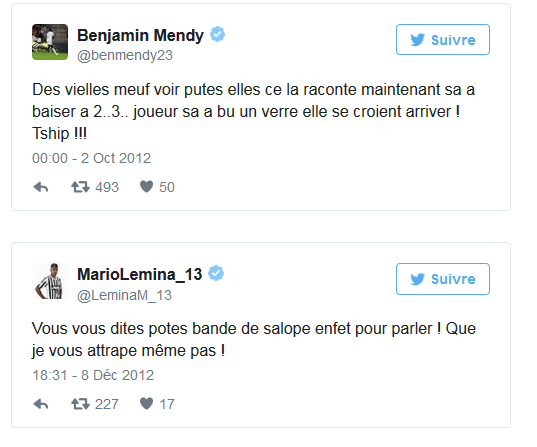 Benjamin Mendy
Suivre
@benmendy23
Des vielles meuf voir putes elles ce la raconte maintenant sa a
baiser a 2..3.. joueur sa a bu un verre elle se croient arriver !
Tship !!!
00:00 - 2 Oct 2012
493 50
MarioLemina_13
Suivre
@LeminaM_13
Vous vous dites potes bande de salope enfet pour parler ! Que
je vous attrape même pas !
18:31 - 8 Déc 2012
227 17